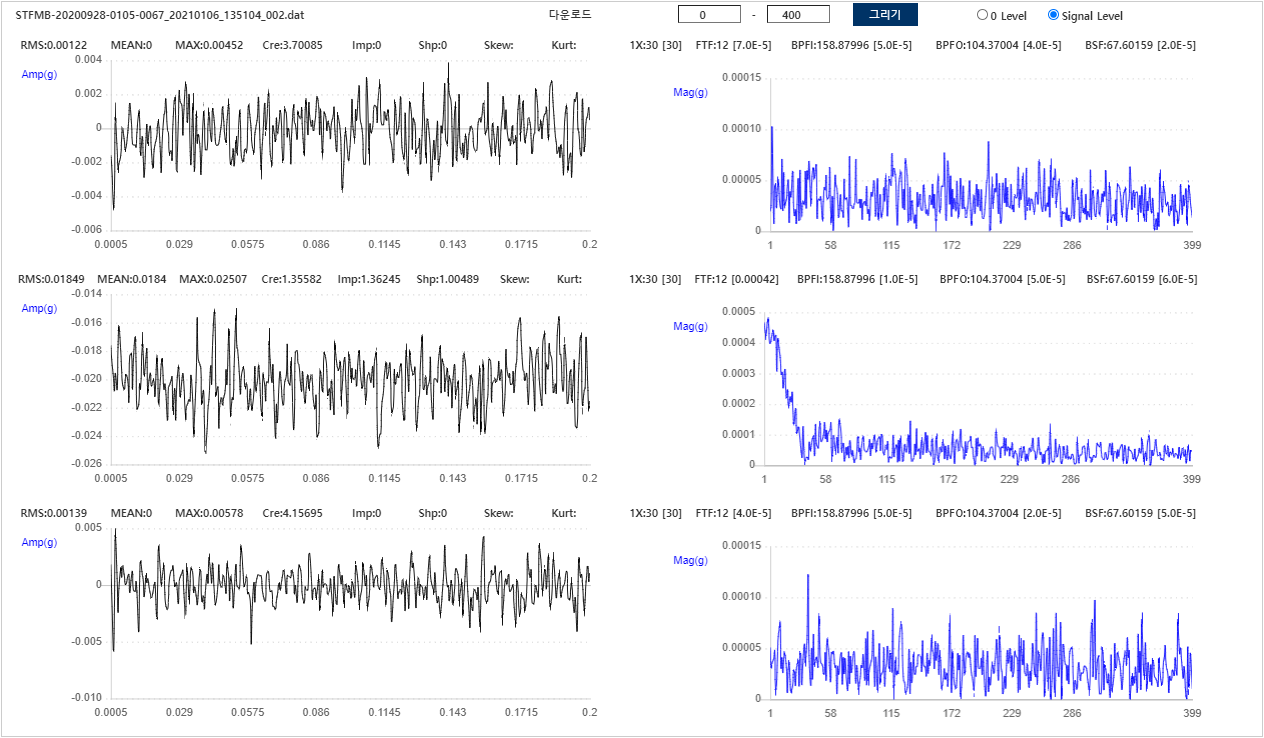 STFMB-20200928-0105-0067_20210106_135104_002.dat 다운로드 0 - 400 그리기 0 Level Signal Level
RMS:0.00122 MEAN:0 MAX:0.00452 Cre:3.70085 Imp:0 Shp:0 Skew: Kurt:
Amp(g)
0.004
0.002
0
-0.002
-0.004
-0.006
0.0005 0.029 0.0575 0.086 0.1145 0.143 0.1715 0.2
1X:30 [30] FTF:12 [7.0E-5] BPFI:158.87996 [5.0E-5] BPFO:104.37004 [4.0E-5] BSF:67.60159 [2.0E-5]
Mag(g)
0.00015
0.00010
0.00005
0
1 58 115 172 229 286 399
RMS:0.01849 MEAN:0.0184 MAX:0.02507 Cre:1.35582 Imp:1.36245 Shp:1.00489 Skew: Kurt:
Amp(g)
-0.014
-0.016
-0.018
-0.020
-0.022
-0.024
-0.026
0.0005 0.029 0.0575 0.086 0.1145 0.143 0.1715 0.2
1X:30 [30] FTF:12 [0.00042] BPFI:158.87996 [1.0E-5] BPFO:104.37004 [5.0E-5] BSF:67.60159 [6.0E-5]
Mag(g)
0.0005
0.0004
0.0003
0.0002
0.0001
0
1 58 115 172 229 286 399
RMS:0.00139 MEAN:0 MAX:0.00578 Cre:4.15695 Imp:0 Shp:0 Skew: Kurt:
Amp(g)
0.005
0
-0.005
-0.010
0.0005 0.029 0.0575 0.086 0.1145 0.143 0.1715 0.2
1X:30 [30] FTF:12 [4.0E-5] BPFI:158.87996 [5.0E-5] BPFO:104.37004 [2.0E-5] BSF:67.60159 [5.0E-5]
Mag(g)
0.00015
0.00010
0.00005
0
1 58 115 172 229 286 399